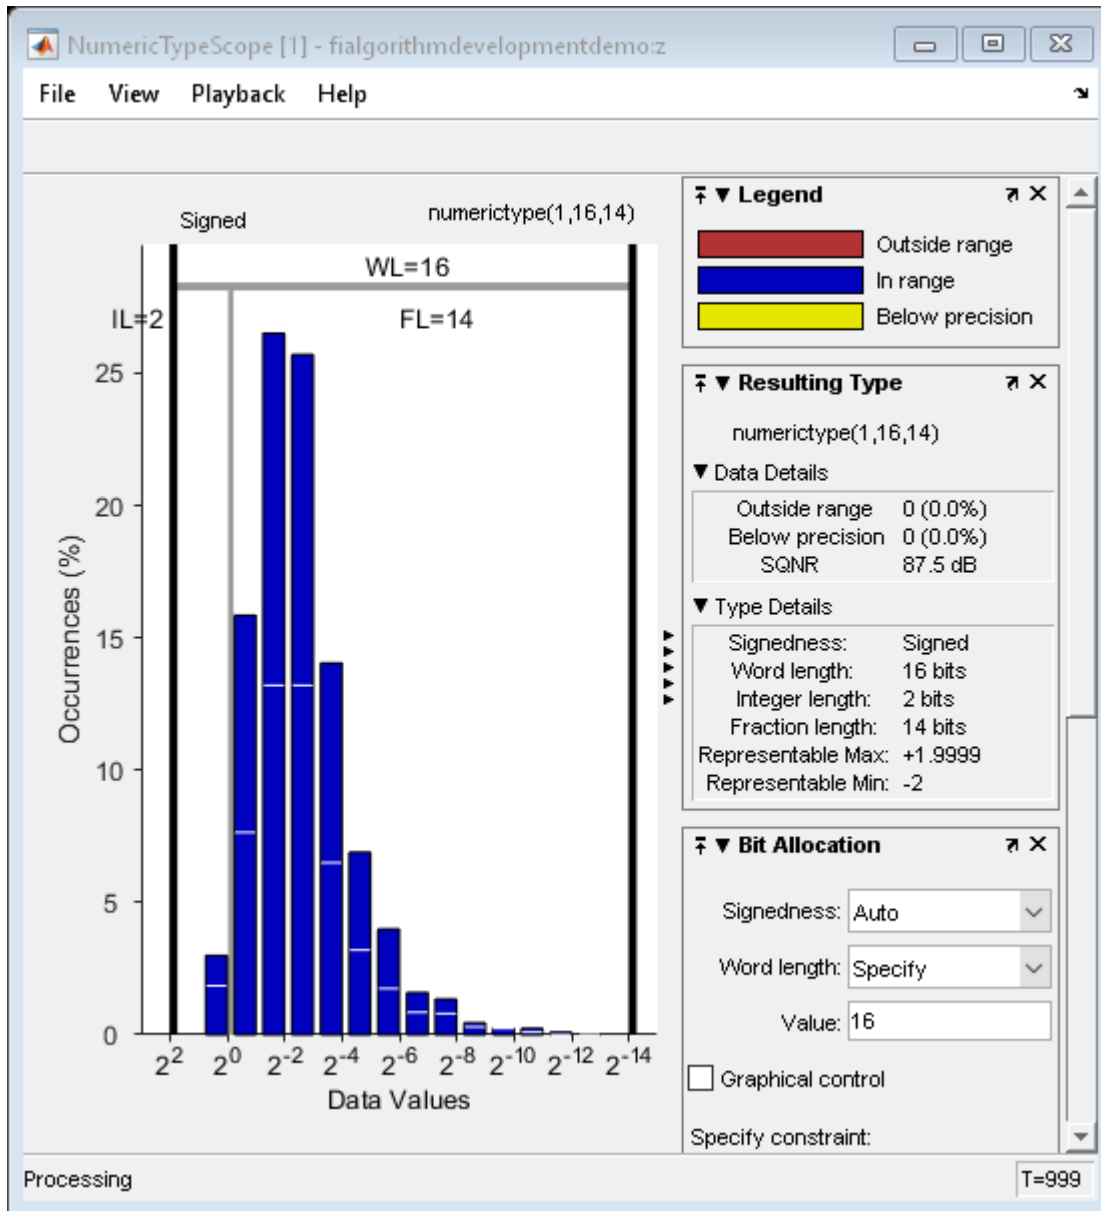 NumericTypeScope [1] - fialgorithmdevelopmentdemo:z
File View Playback Help
Signed numerictype(1,16,14)
WL=16
IL=2 FL=14
25
20
15
10
5
0
Occurrences (%)
2^2 2^0 2^-2 2^-4 2^-6 2^-8 2^-10 2^-12 2^-14
Data Values
Legend
Outside range
In range
Below precision
Resulting Type
numerictype(1,16,14)
Data Details
Outside range 0 (0.0%)
Below precision 0 (0.0%)
SQNR 87.5 dB
Type Details
Signedness: Signed
Word length: 16 bits
Integer length: 2 bits
Fraction length: 14 bits
Representable Max: +1.9999
Representable Min: -2
Bit Allocation
Signedness: Auto
Word length: Specify
Value: 16
Graphical control
Specify constraint:
Processing T=999